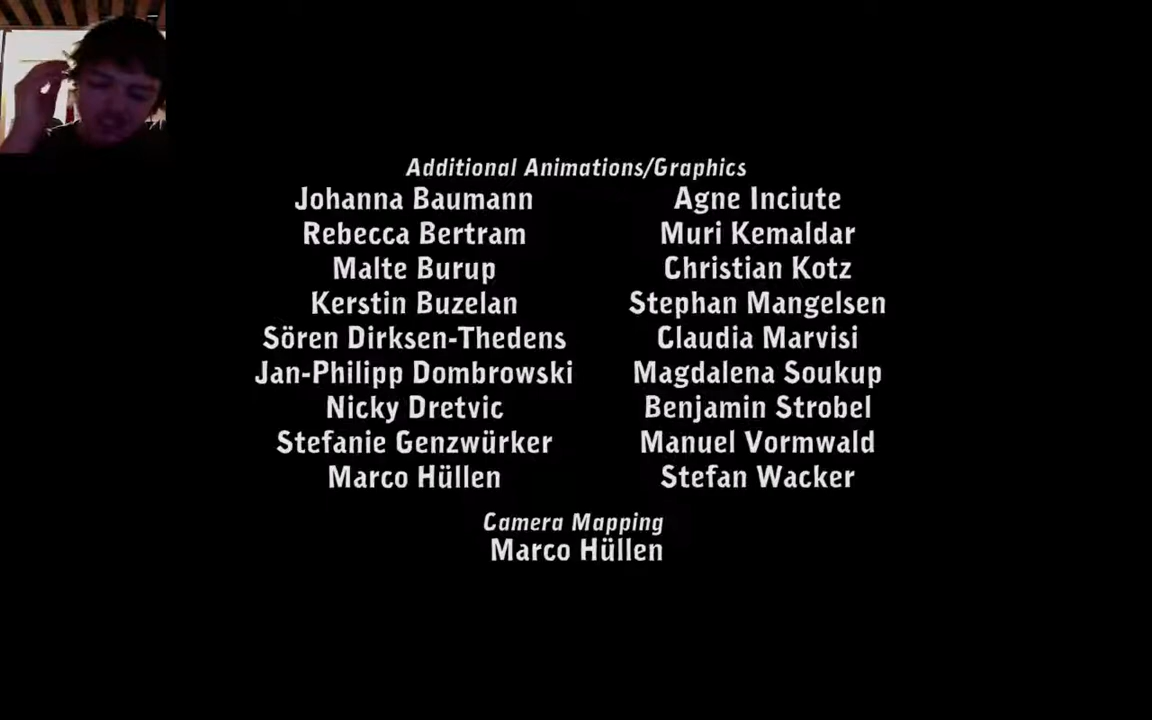 Additional Animations/Graphics
Johanna Baumann
Rebecca Bertram
Malte Burup
Kerstin Buzelan
Sören Dirksen-Thedens
Jan-Philipp Dombrowski
Nicky Dretvic
Stefanie Genzwürker
Marco Hüllen
Agne Inciute
Muri Kemaldar
Christian Kotz
Stephan Mangelsen
Claudia Marvisi
Magdalena Soukup
Benjamin Strobel
Manuel Vormwald
Stefan Wacker
Camera Mapping
Marco Hüllen